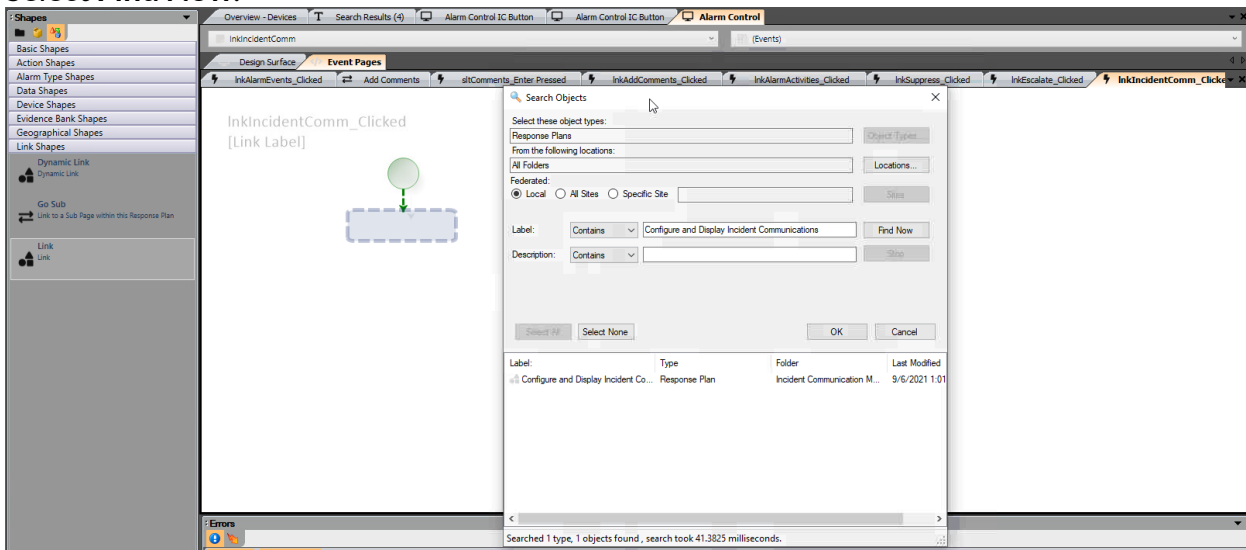 Shapes
Overview - Devices
Search Results (4)
Alarm Control IC Button
Alarm Control IC Button
Alarm Control
lnkIncidentComm
(Events)
Basic Shapes
Action Shapes
Alarm Type Shapes
Data Shapes
Device Shapes
Evidence Bank Shapes
Geographical Shapes
Link Shapes
Dynamic Link
Dynamic Link
Go Sub
Link to a Sub Page within this Response Plan
Link
Link
Design Surface
Event Pages
lnkAlarmEvents_Clicked
Add Comments
sltComments_Enter Pressed
lnkAddComments_Clicked
lnkAlarmActivities_Clicked
lnkSuppress_Clicked
lnkEscalate_Clicked
lnkIncidentComm_Clicke
lnkIncidentComm_Clicked
[Link Label]
Search Objects
Select these object types:
Response Plans
Object Types...
From the following locations:
All Folders
Locations...
Federated:
Local
All Sites
Specific Site
Sites
Label:
Contains
Configure and Display Incident Communications
Find Now
Description:
Contains
Stop
Select All
Select None
OK
Cancel
Label:
Type
Folder
Last Modified
Configure and Display Incident Co...
Response Plan
Incident Communication M...
9/6/2021 1:01
Searched 1 type, 1 objects found , search took 41.3825 milliseconds.
Errors